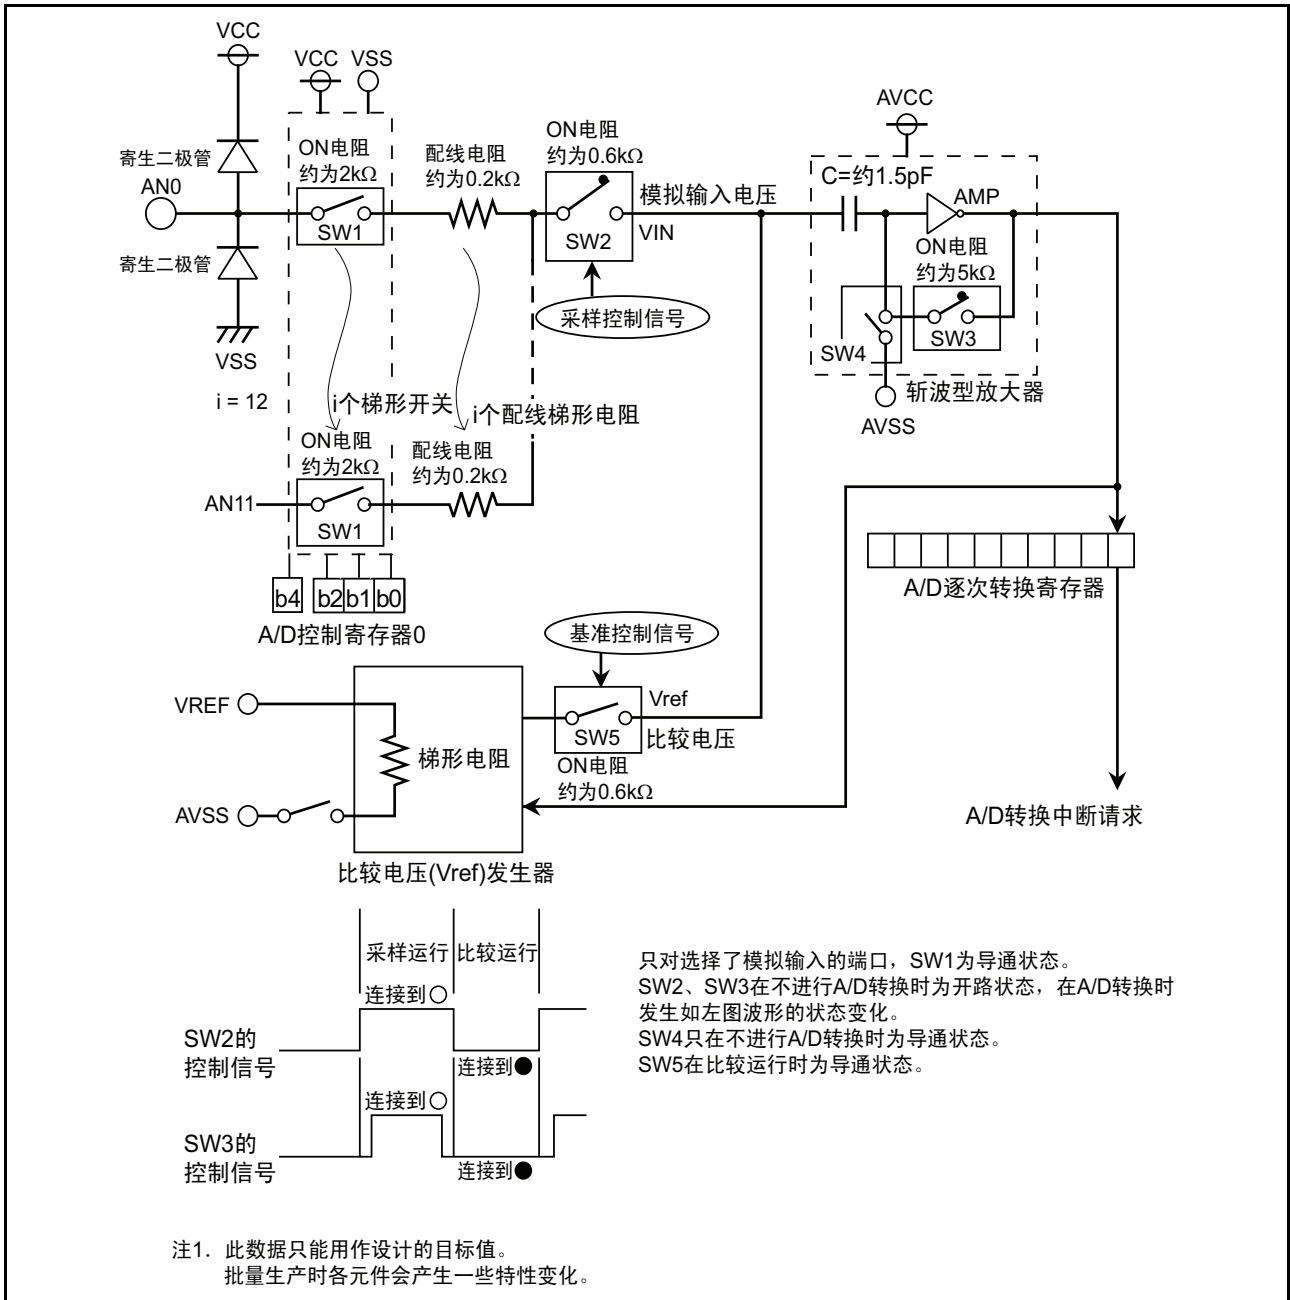 VCC
VCC VSS
寄生二极管
AN0
寄生二极管
VSS
i = 12
ON电阻
约为2kΩ
SW1
配线电阻
约为0.2kΩ
ON电阻
约为0.6kΩ
SW2
模拟输入电压
VIN
采样控制信号
AVCC
C=约1.5pF
AMP
ON电阻
约为5kΩ
SW3
SW4
斩波型放大器
AVSS
i个梯形开关
i个配线梯形电阻
ON电阻
约为2kΩ
配线电阻
约为0.2kΩ
AN11
SW1
b4 b2 b1 b0
A/D控制寄存器0
A/D逐次转换寄存器
基准控制信号
VREF
Vref
SW5
比较电压
梯形电阻
ON电阻
约为0.6kΩ
AVSS
A/D转换中断请求
比较电压(Vref)发生器
采样运行 比较运行
连接到○
SW2的
控制信号
连接到●
连接到○
SW3的
控制信号
连接到●
只对选择了模拟输入的端口，SW1为导通状态。
SW2、SW3在不进行A/D转换时为开路状态，在A/D转换时
发生如左图波形的状态变化。
SW4只在不进行A/D转换时为导通状态。
SW5在比较运行时为导通状态。
注1. 此数据只能用作设计的目标值。
批量生产时各元件会产生一些特性变化。